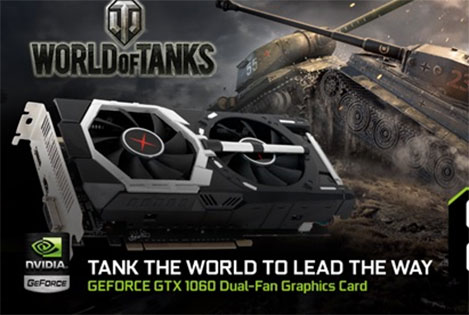 WORLD OF TANKS
NVIDIA.
GEFORCE
TANK THE WORLD TO LEAD THE WAY
GEFORCE GTX 1060 Dual-Fan Graphics Card